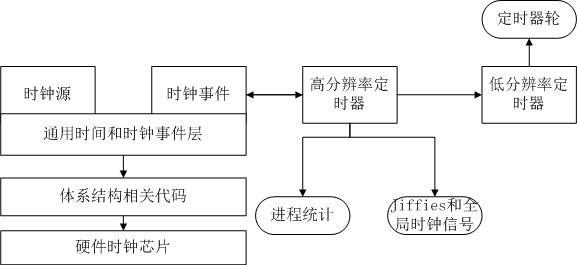 定时器轮
时钟源
时钟事件
高分辨率定
时器
低分辨率定
时器
通用时间和时钟事件层
体系结构相关代码
进程统计
Jiffies和全
局时钟信号
硬件时钟芯片